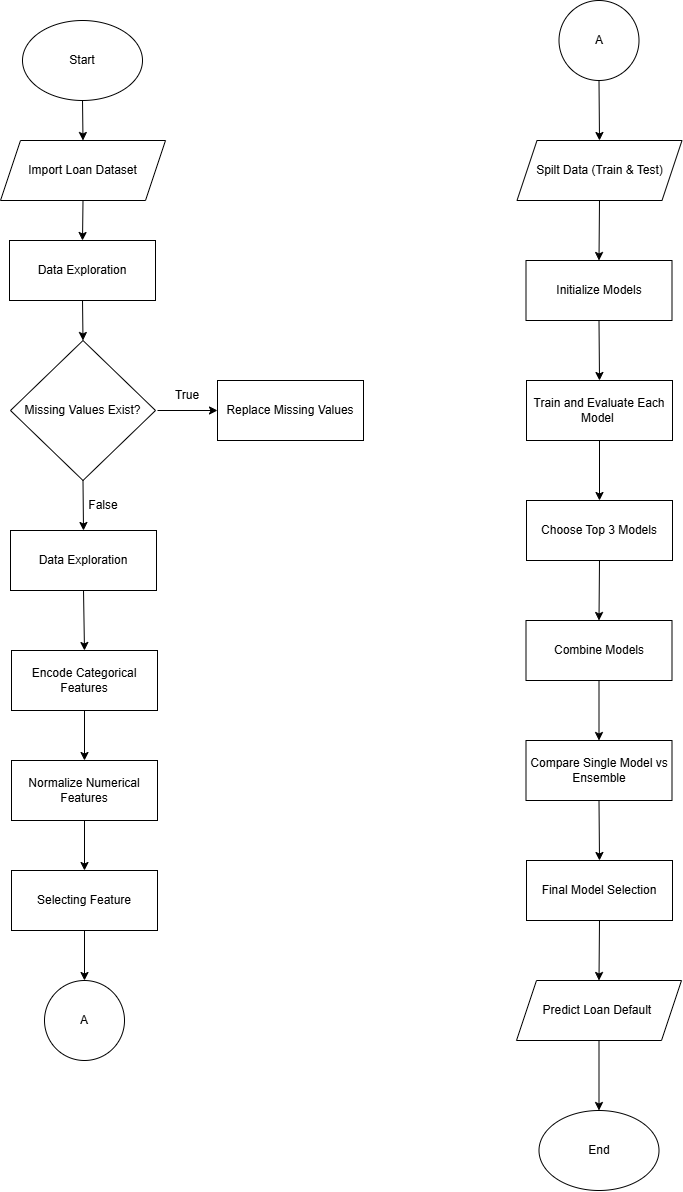 Start
Import Loan Dataset
Data Exploration
Missing Values Exist?
True
Replace Missing Values
False
Data Exploration
Encode Categorical
Features
Normalize Numerical
Features
Selecting Feature
A
A
Spilt Data (Train & Test)
Initialize Models
Train and Evaluate Each
Model
Choose Top 3 Models
Combine Models
Compare Single Model vs
Ensemble
Final Model Selection
Predict Loan Default
End